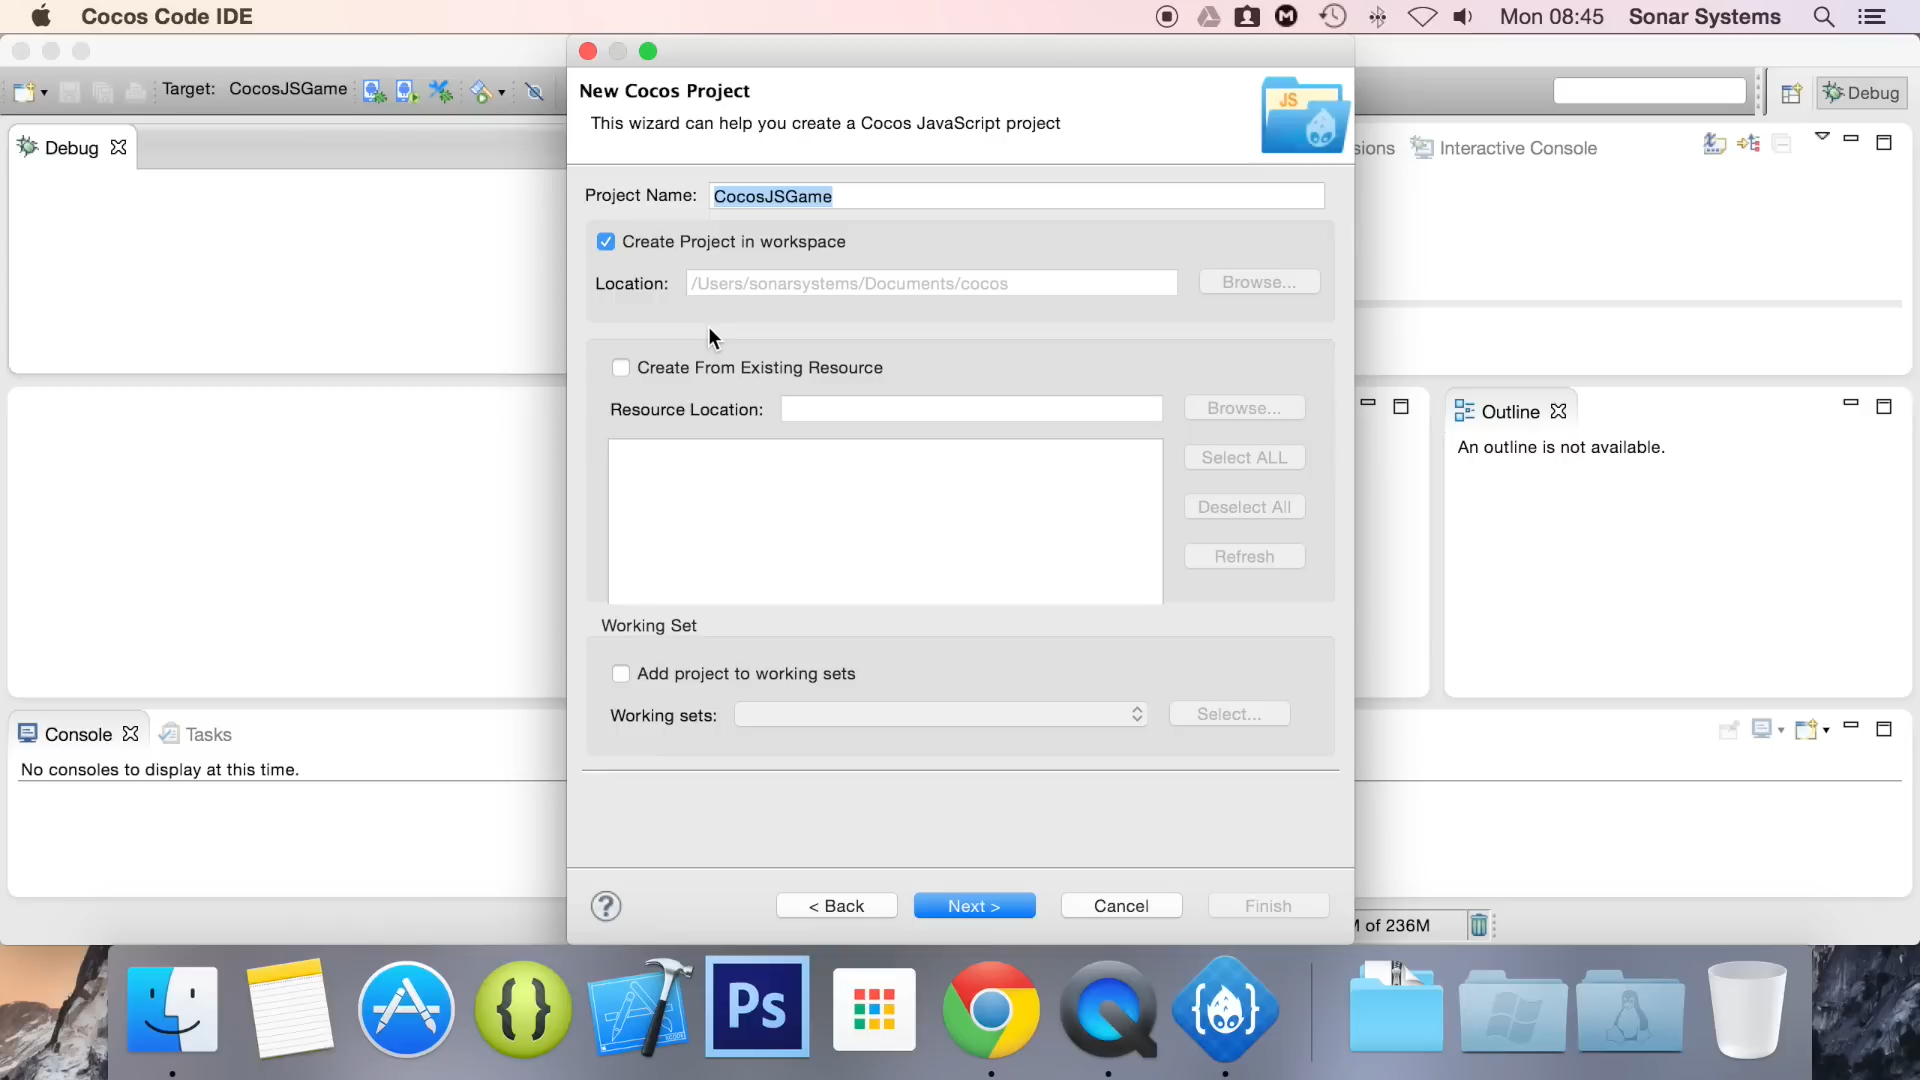 Cocos Code IDE
Mon 08:45 Sonar Systems
Target: CocosJSGame
Debug
New Cocos Project
This wizard can help you create a Cocos JavaScript project
JS
Debug
Interactive Console
Project Name: CocosJSGame
Create Project in workspace
Location: /Users/sonarsystems/Documents/cocos Browse...
Create From Existing Resource
Resource Location: Browse...
Select ALL
Deselect All
Refresh
Outline
An outline is not available.
Working Set
Add project to working sets
Working sets: Select...
Console Tasks
No consoles to display at this time.
< Back Next > Cancel Finish
of 236M
Ps